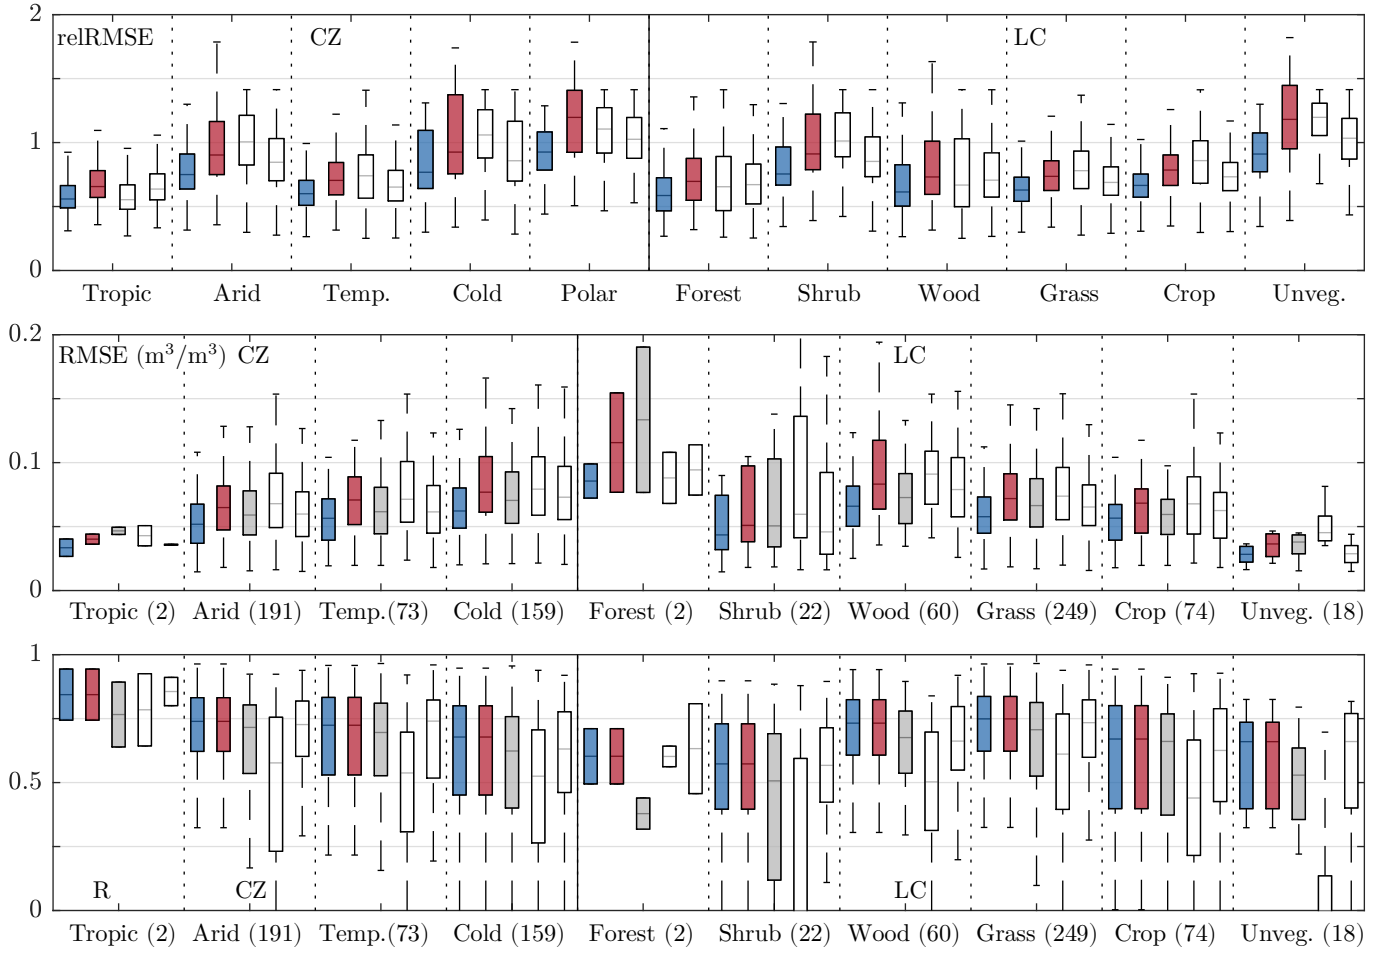 2
relRMSE CZ LC
1
0
Tropic Arid Temp. Cold Polar Forest Shrub Wood Grass Crop Unveg.
0.2
RMSE (m³/m³) CZ LC
0.1
0
Tropic (2) Arid (191) Temp.(73) Cold (159) Forest (2) Shrub (22) Wood (60) Grass (249) Crop (74) Unveg. (18)
1
0.5
R CZ LC
0
Tropic (2) Arid (191) Temp.(73) Cold (159) Forest (2) Shrub (22) Wood (60) Grass (249) Crop (74) Unveg. (18)